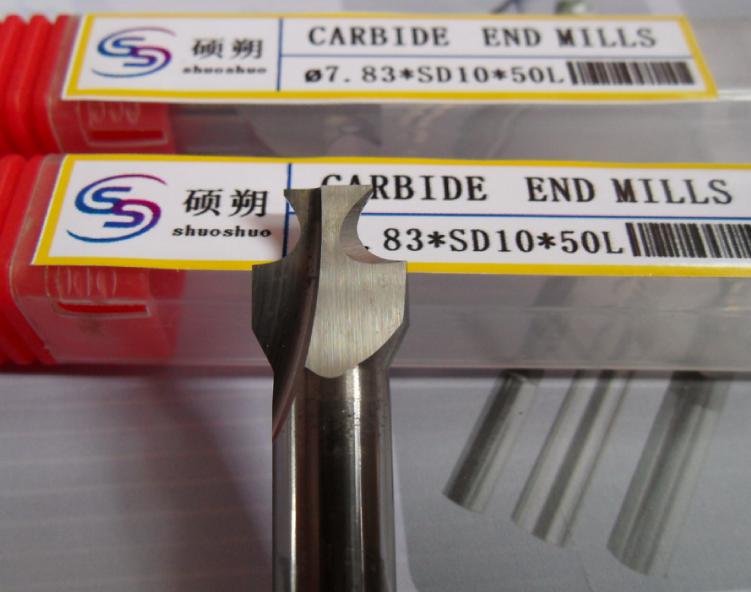 硕朔
shuoshuo
CARBIDE END MILLS
ø7.83*SD10*50L
硕朔
shuoshuo
CARBIDE END MILLS
.83*SD10*50L